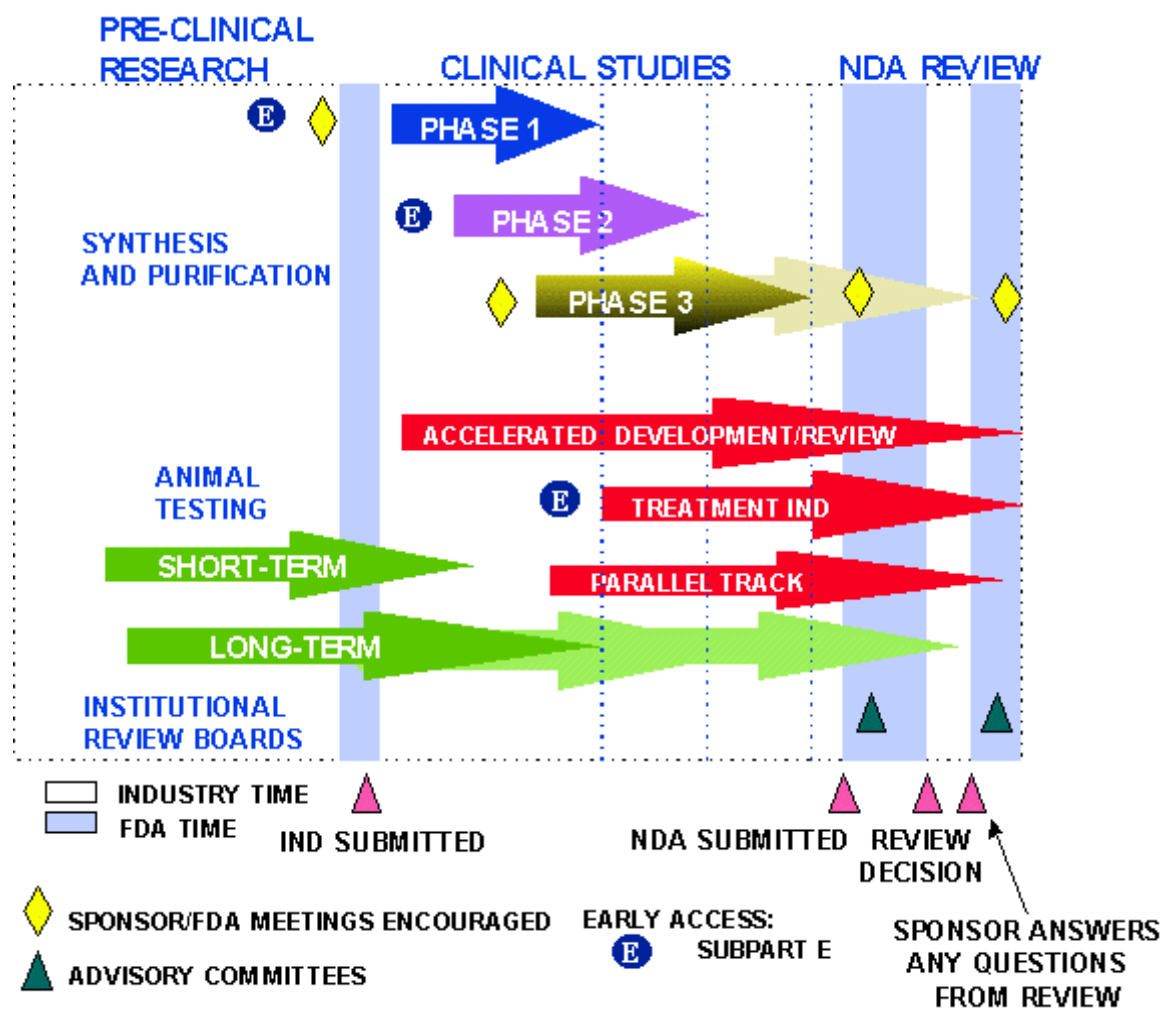 PRE-CLINICAL
RESEARCH
CLINICAL STUDIES
NDA REVIEW
E
PHASE 1
E
PHASE 2
SYNTHESIS
AND PURIFICATION
PHASE 3
ACCELERATED DEVELOPMENT/REVIEW
ANIMAL
TESTING
E
TREATMENT IND
SHORT-TERM
PARALLEL TRACK
LONG-TERM
INSTITUTIONAL
REVIEW BOARDS
INDUSTRY TIME
FDA TIME
IND SUBMITTED
NDA SUBMITTED
REVIEW
DECISION
SPONSOR/FDA MEETINGS ENCOURAGED
ADVISORY COMMITTEES
EARLY ACCESS:
E
SUBPART E
SPONSOR ANSWERS
ANY QUESTIONS
FROM REVIEW